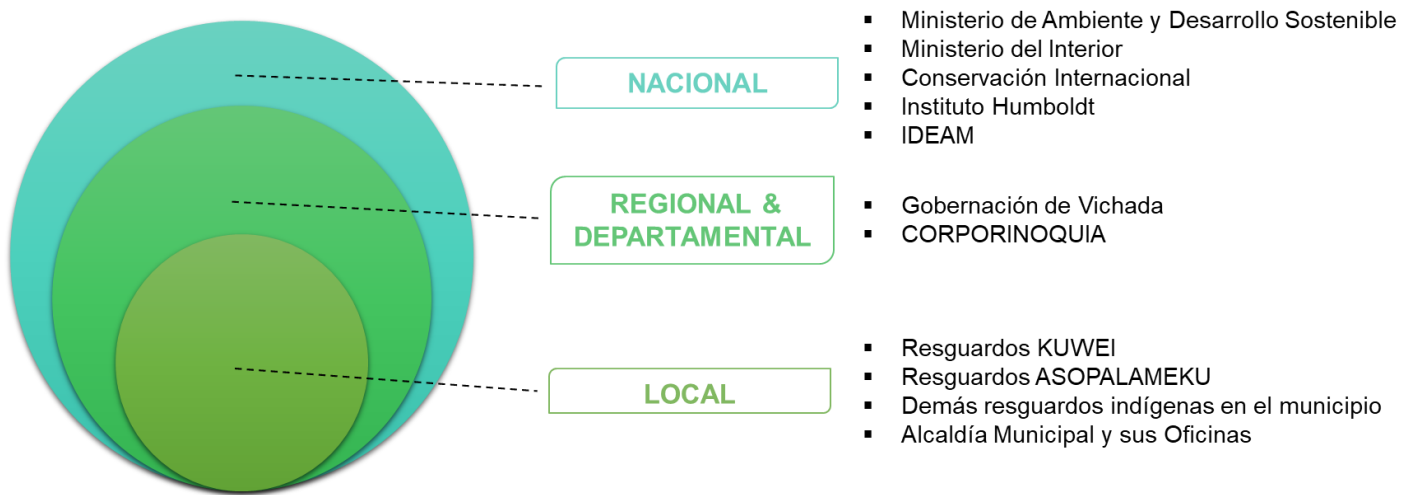 NACIONAL
▪ Ministerio de Ambiente y Desarrollo Sostenible
▪ Ministerio del Interior
▪ Conservación Internacional
▪ Instituto Humboldt
▪ IDEAM
REGIONAL &
DEPARTAMENTAL
▪ Gobernación de Vichada
▪ CORPORINOQUIA
LOCAL
▪ Resguardos KUWEI
▪ Resguardos ASOPALAMEKU
▪ Demás resguardos indígenas en el municipio
▪ Alcaldía Municipal y sus Oficinas